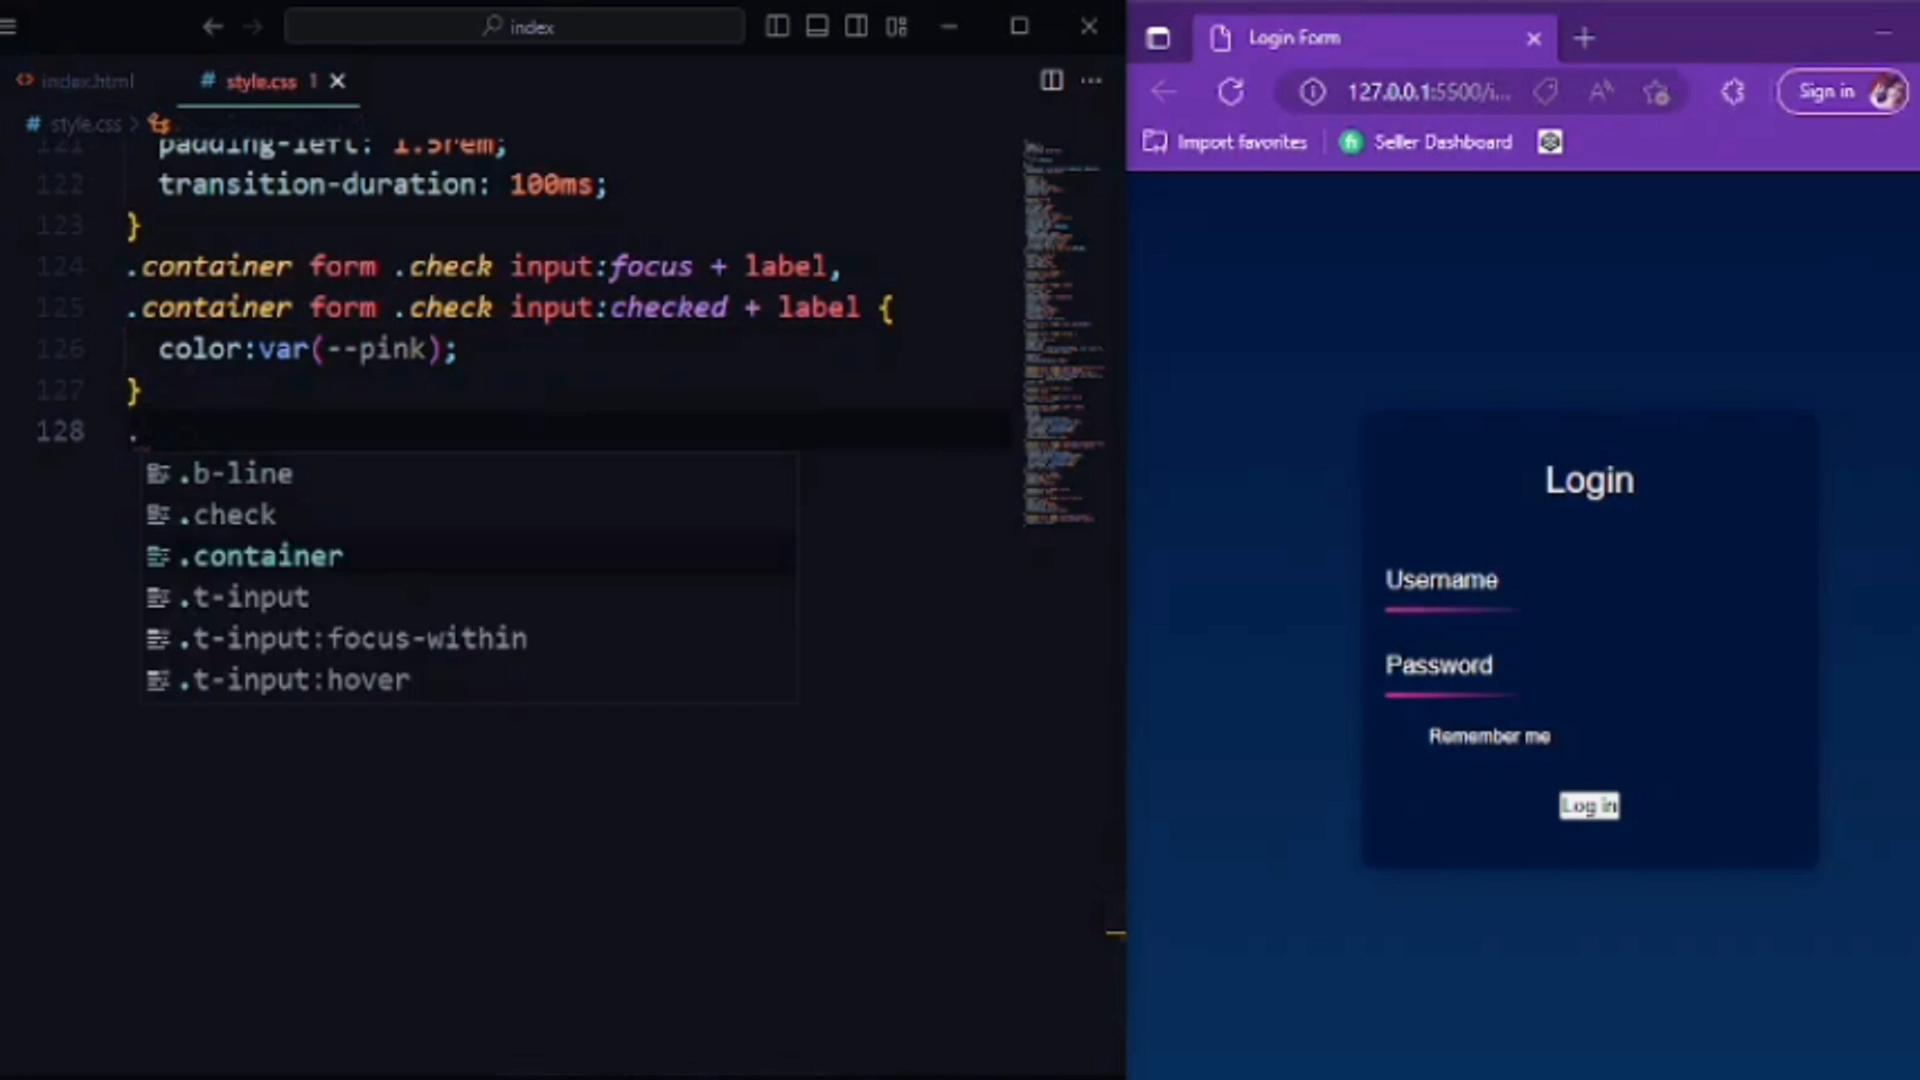 index
index.html
style.css 1
style.css >
121 padding-left: 1.5rem;
122 transition-duration: 100ms;
123 }
124 .container form .check input:focus + label,
125 .container form .check input:checked + label {
126 color:var(--pink);
127 }
128 .
.b-line
.check
.container
.t-input
.t-input:focus-within
.t-input:hover
Login Form
127.0.0.1:5500/i...
Sign in
Import favorites
Seller Dashboard
Login
Username
Password
Remember me
Log in